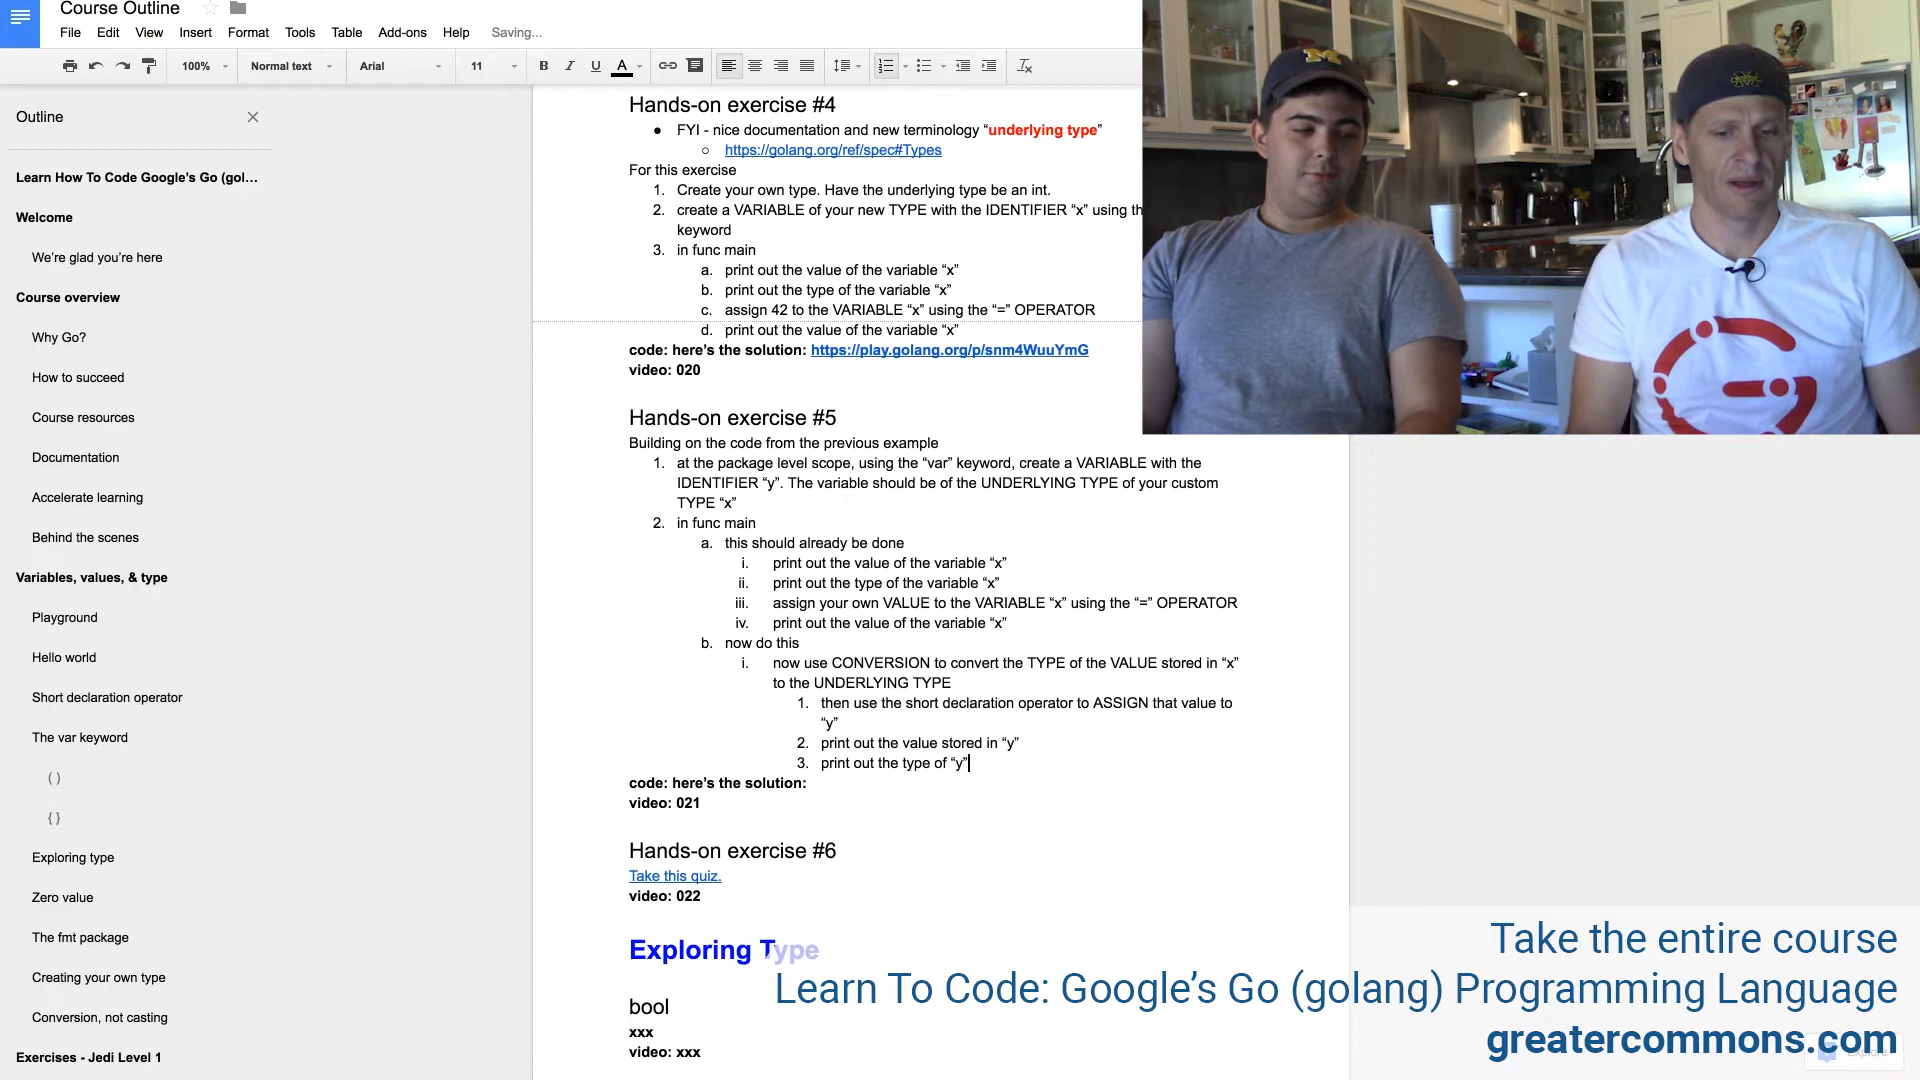 Course Outline
File Edit View Insert Format Tools Table Add-ons Help Saving...
100% Normal text Arial 11 B I U A
Outline
Learn How To Code Google's Go (gol...
Welcome
We're glad you're here
Course overview
Why Go?
How to succeed
Course resources
Documentation
Accelerate learning
Behind the scenes
Variables, values, & type
Playground
Hello world
Short declaration operator
The var keyword
( )
{ }
Exploring type
Zero value
The fmt package
Creating your own type
Conversion, not casting
Exercises - Jedi Level 1
Hands-on exercise #4
● FYI - nice documentation and new terminology “underlying type”
○ https://golang.org/ref/spec#Types
For this exercise
1. Create your own type. Have the underlying type be an int.
2. create a VARIABLE of your new TYPE with the IDENTIFIER “x” using th
keyword
3. in func main
a. print out the value of the variable “x”
b. print out the type of the variable “x”
c. assign 42 to the VARIABLE “x” using the “=” OPERATOR
d. print out the value of the variable “x”
code: here's the solution: https://play.golang.org/p/snm4WuuYmG
video: 020
Hands-on exercise #5
Building on the code from the previous example
1. at the package level scope, using the “var” keyword, create a VARIABLE with the
IDENTIFIER “y”. The variable should be of the UNDERLYING TYPE of your custom
TYPE “x”
2. in func main
a. this should already be done
i. print out the value of the variable “x”
ii. print out the type of the variable “x”
iii. assign your own VALUE to the VARIABLE “x” using the “=” OPERATOR
iv. print out the value of the variable “x”
b. now do this
i. now use CONVERSION to convert the TYPE of the VALUE stored in “x”
to the UNDERLYING TYPE
1. then use the short declaration operator to ASSIGN that value to
“y”
2. print out the value stored in “y”
3. print out the type of “y”
code: here's the solution:
video: 021
Hands-on exercise #6
Take this quiz.
video: 022
Exploring Type
bool
xxx
video: xxx
M
Take the entire course
Learn To Code: Google's Go (golang) Programming Language
greatercommons.com
Explore